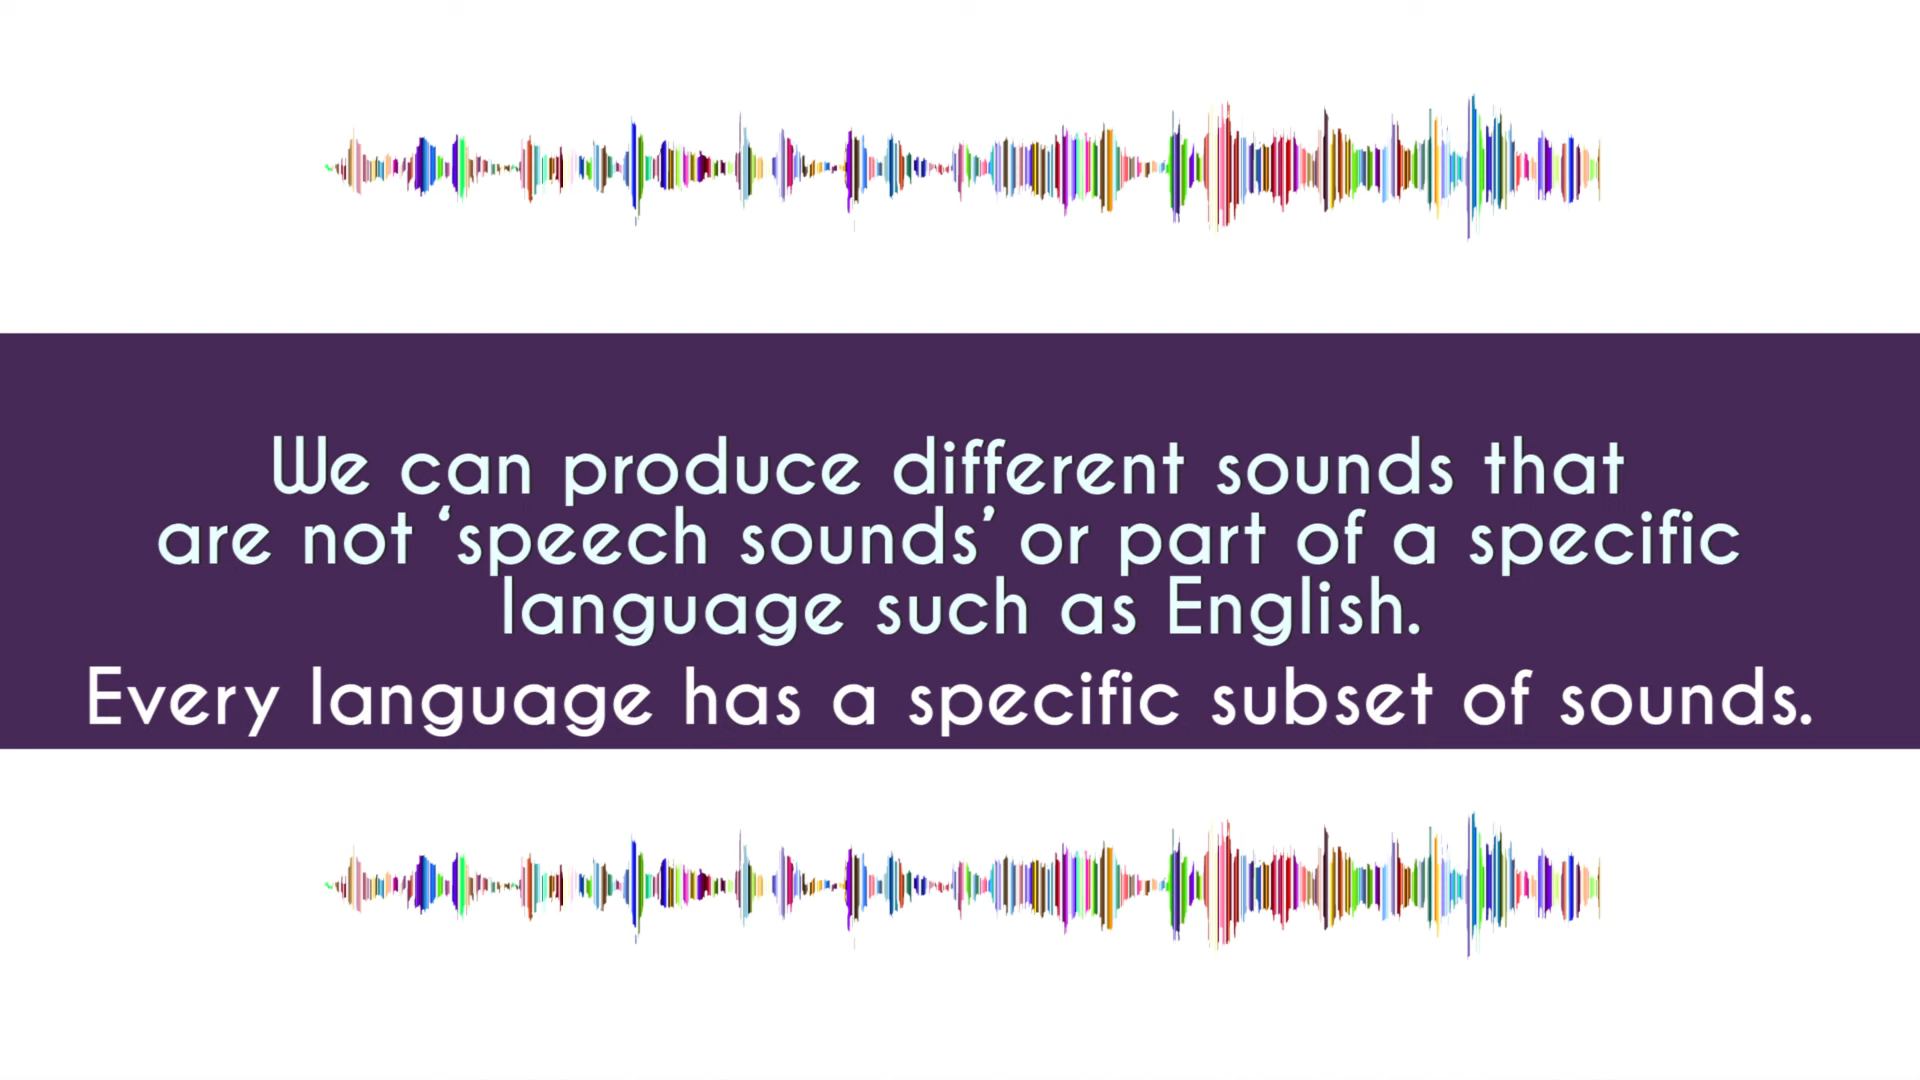 We can produce different sounds that
are not ‘speech sounds’ or part of a specific
language such as English.
Every language has a specific subset of sounds.